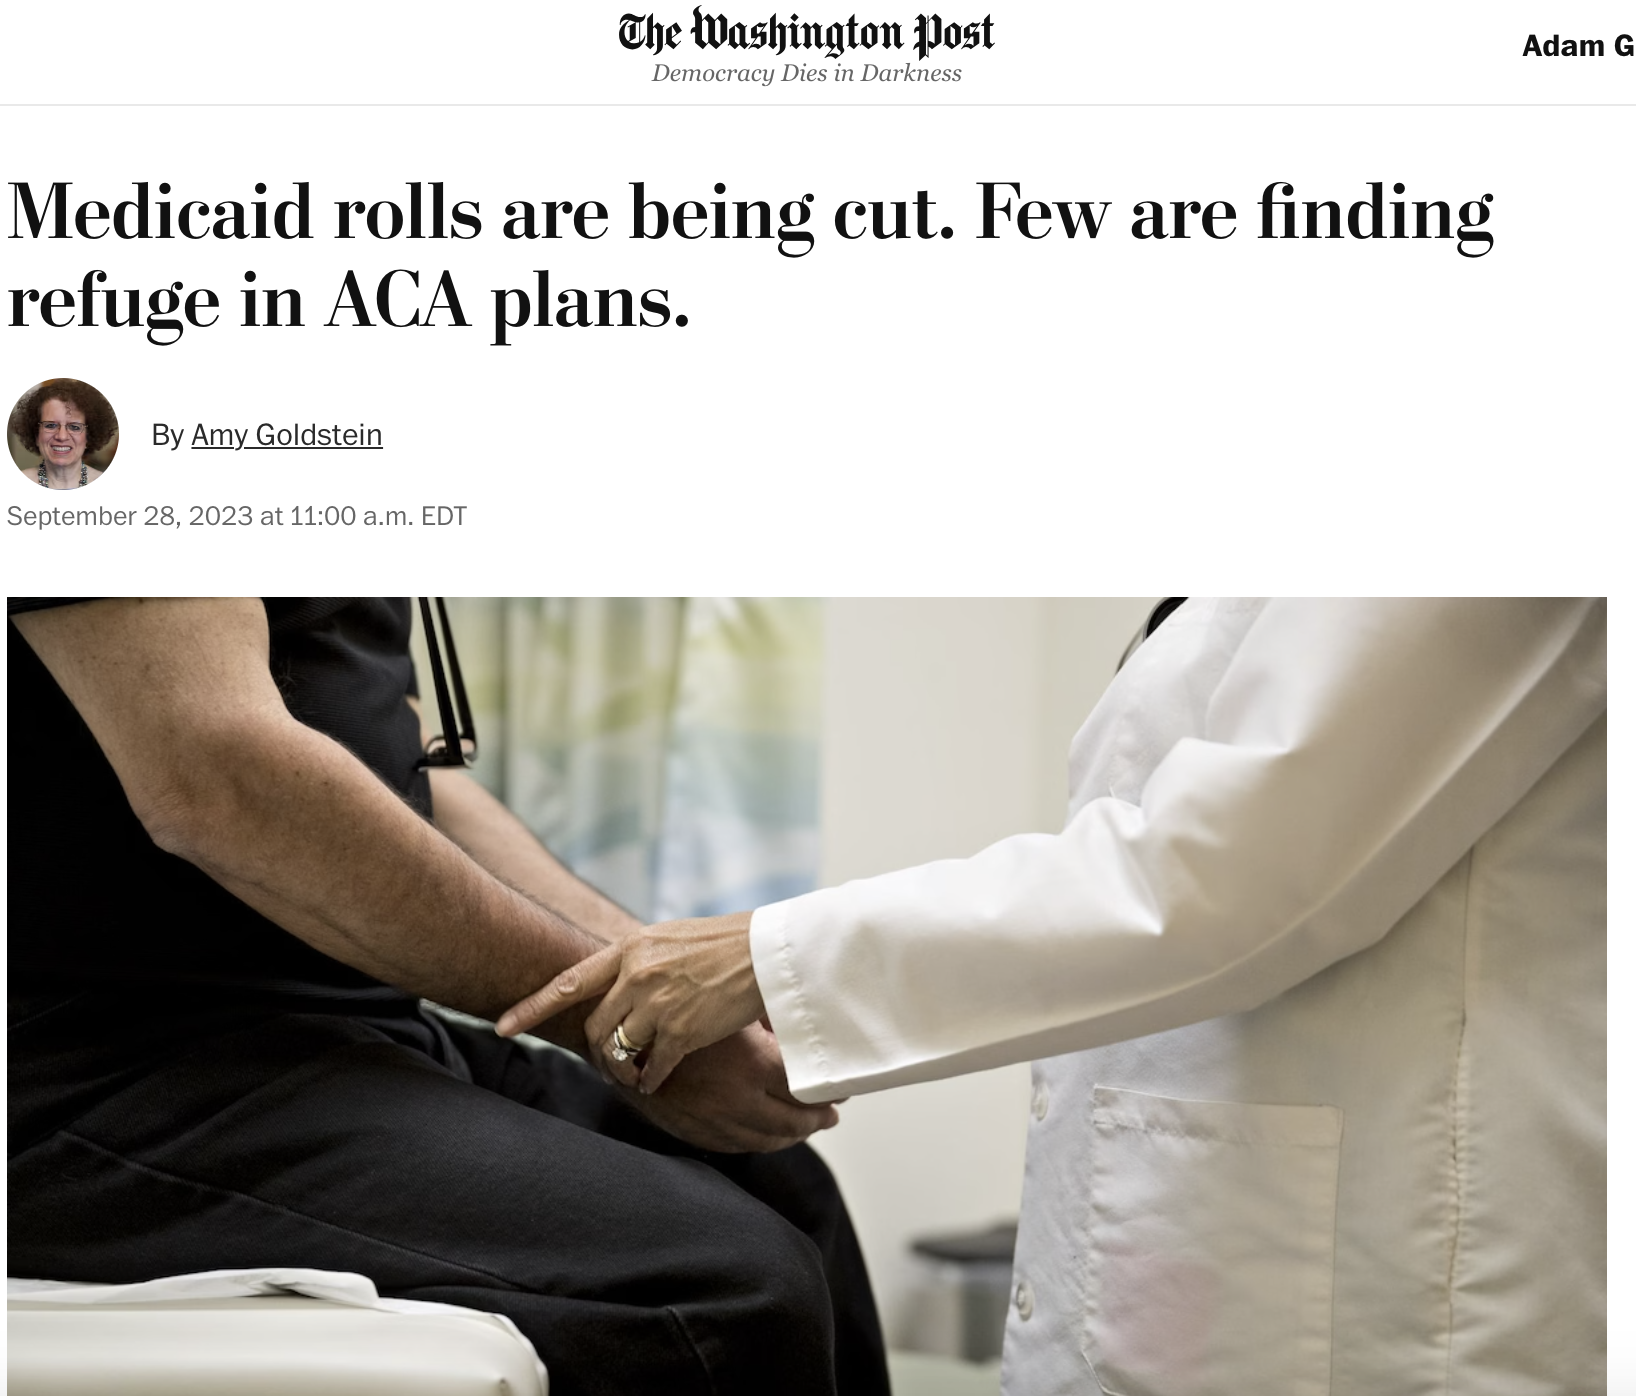 The Washington Post
Democracy Dies in Darkness
Adam G
Medicaid rolls are being cut. Few are finding
refuge in ACA plans.
By Amy Goldstein
September 28, 2023 at 11:00 a.m. EDT